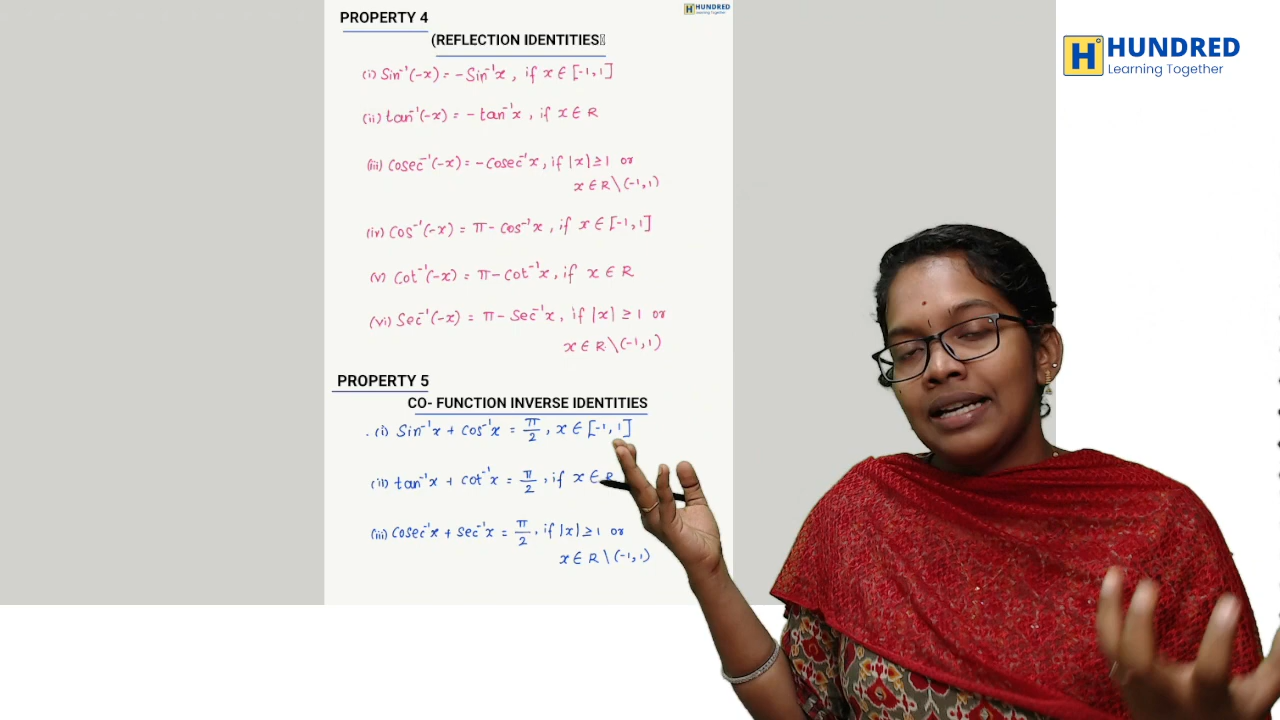 PROPERTY 4
HUNDRED
Learning Together
(REFLECTION IDENTITIES
(i) Sin⁻¹(-x) = -Sin⁻¹x, if x ∈ [-1,1]
(ii) tan⁻¹(-x) = - tan⁻¹x, if x ∈ R
(iii) Cosec⁻¹(-x) = -Cosec⁻¹x, if |x| ≥ 1 or
x ∈ R \ (-1,1)
(iv) Cos⁻¹(-x) = π - Cos⁻¹x, if x ∈ [-1,1]
(v) Cot⁻¹(-x) = π - Cot⁻¹x, if x ∈ R
(vi) Sec⁻¹(-x) = π - Sec⁻¹x, if |x| ≥ 1 or
x ∈ R \ (-1,1)
PROPERTY 5
CO- FUNCTION INVERSE IDENTITIES
(i) Sin⁻¹x + cos⁻¹x = π/2, x ∈ [-1,1]
(ii) tan⁻¹x + cot⁻¹x = π/2, if x ∈ R
(iii) Cosec⁻¹x + Sec⁻¹x = π/2, if |x| ≥ 1 or
x ∈ R \ (-1,1)
H° HUNDRED
Learning Together